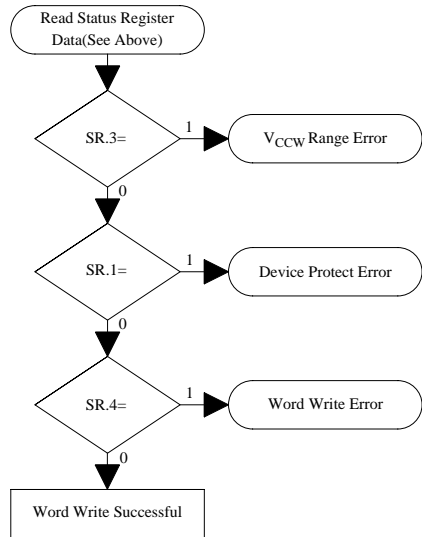 Read Status Register
Data(See Above)
SR.3=
1
VCCW Range Error
0
SR.1=
1
Device Protect Error
0
SR.4=
1
Word Write Error
0
Word Write Successful